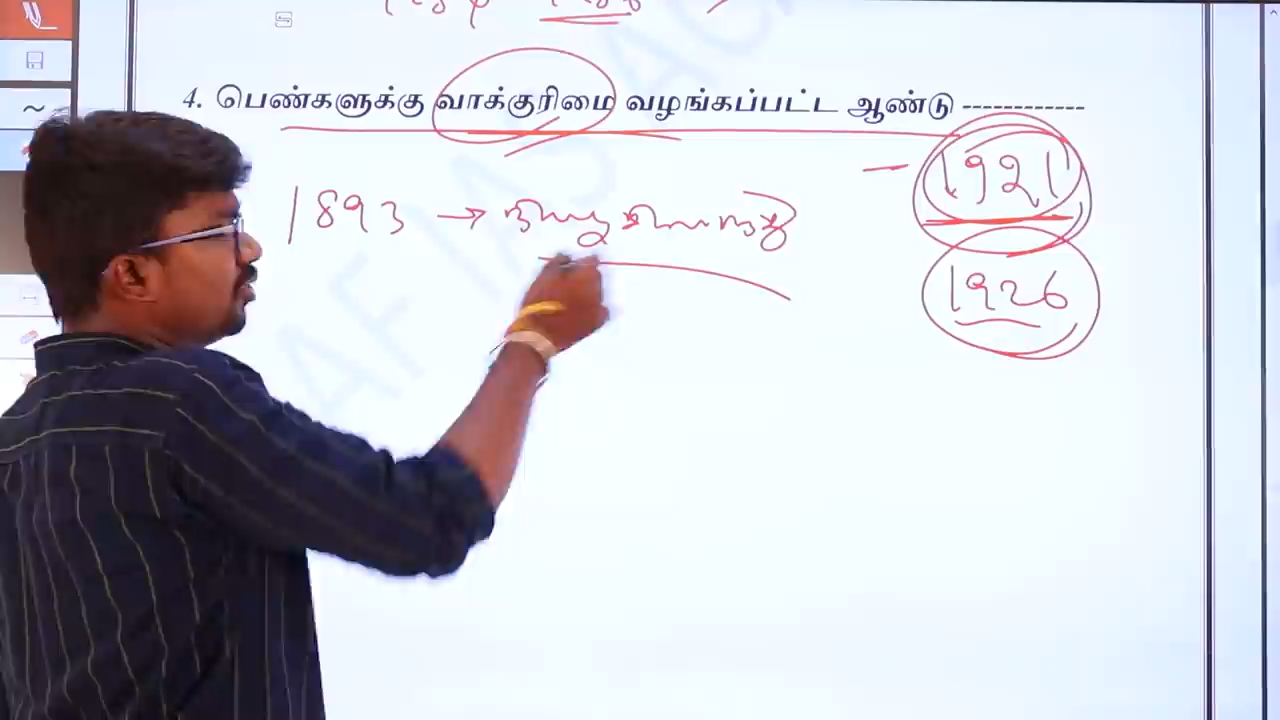 4. பெண்களுக்கு வாக்குரிமை வழங்கப்பட்ட ஆண்டு ------------
1921
1893 → நியூசிலாந்து
1926